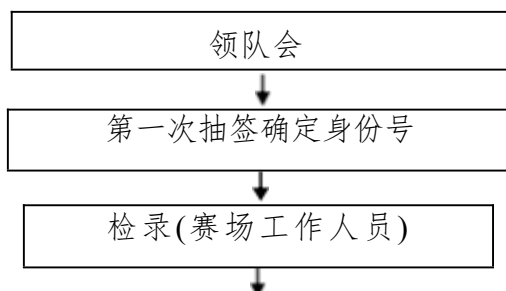 领队会
第一次抽签确定身份号
检录(赛场工作人员)